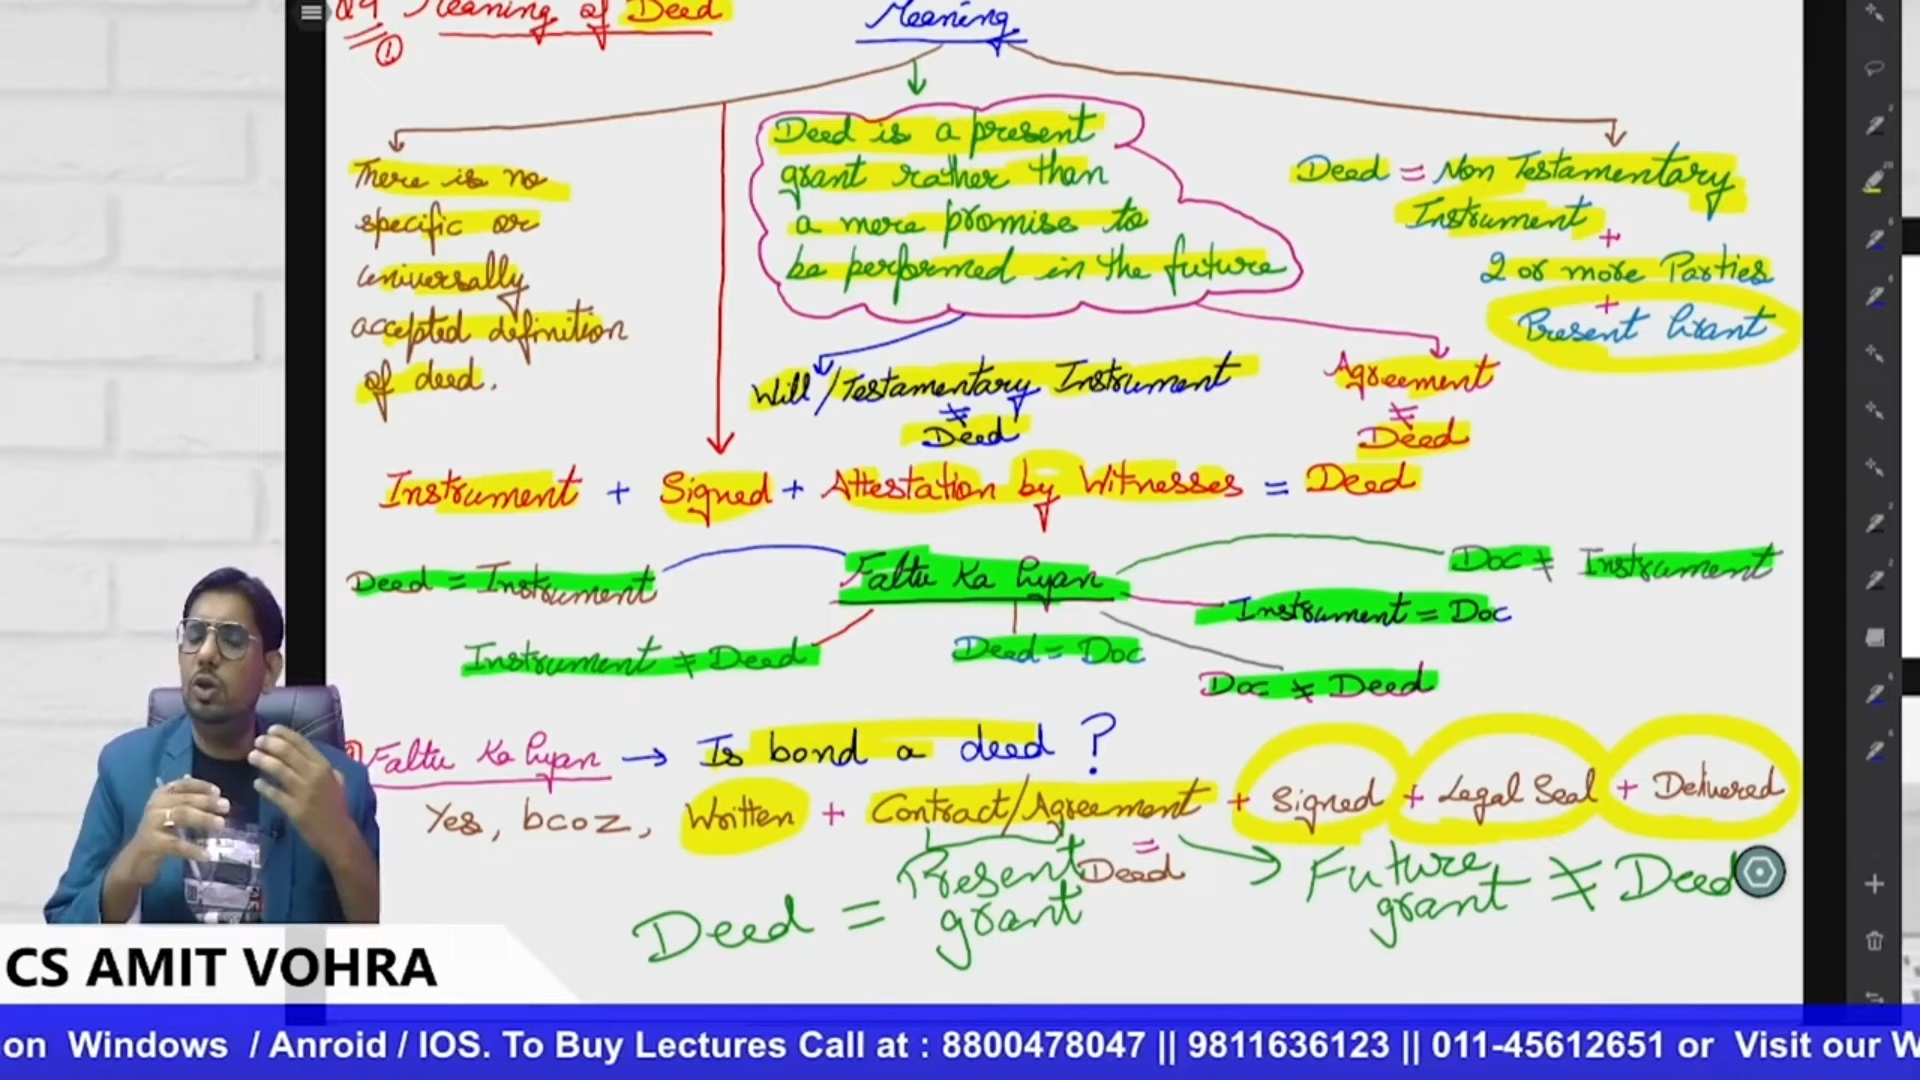 Q4 Meaning of Deed
①
Meaning
There is no
specific or
universally
accepted definition
of deed.
Deed is a present
grant rather than
a mere promise to
be performed in the future
Deed = Non Testamentary
Instrument
+
2 or more Parties
+
Present Grant
Will/Testamentary Instrument
≠
Deed
Agreement
≠
Deed
Instrument + Signed + Attestation by Witnesses = Deed
Faltu Ka Gyan
Deed = Instrument
Instrument ≠ Deed
Deed = Doc
Doc ≠ Instrument
Instrument = Doc
Doc ≠ Deed
Faltu Ka Gyan → Is bond a deed?
Yes, bcoz, Written + Contract/Agreement + Signed + Legal Seal + Delivered
=
Deed
Deed = Present
grant
Future
grant ≠ Deed
CS AMIT VOHRA
on Windows / Anroid / IOS. To Buy Lectures Call at : 8800478047 || 9811636123 || 011-45612651 or Visit our W